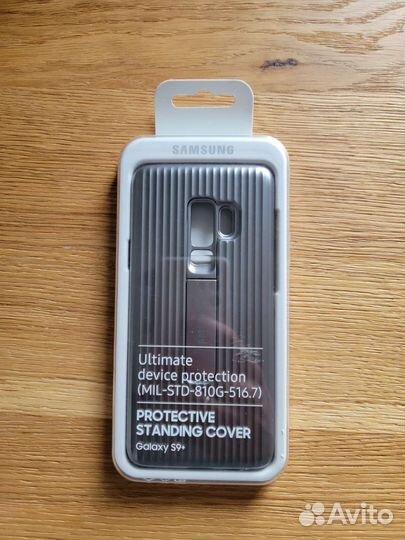 SAMSUNG
Ultimate
device protection
(MIL-STD-810G-516.7)
PROTECTIVE
STANDING COVER
Galaxy S9+
Avito